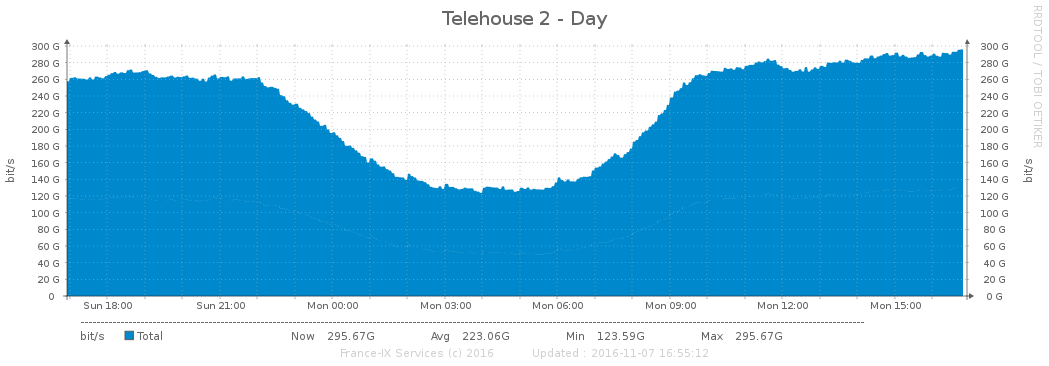 Telehouse 2 - Day
RRDTOOL / TOBI OETIKER
bit/s
300 G 300 G
280 G 280 G
260 G 260 G
240 G 240 G
220 G 220 G
200 G 200 G
180 G 180 G
160 G 160 G
140 G 140 G
120 G 120 G
100 G 100 G
80 G 80 G
60 G 60 G
40 G 40 G
20 G 20 G
0 0 G
bit/s
Sun 18:00 Sun 21:00 Mon 00:00 Mon 03:00 Mon 06:00 Mon 09:00 Mon 12:00 Mon 15:00
bit/s Total Now 295.67G Avg 223.06G Min 123.59G Max 295.67G
France-IX Services (c) 2016 Updated : 2016-11-07 16:55:12